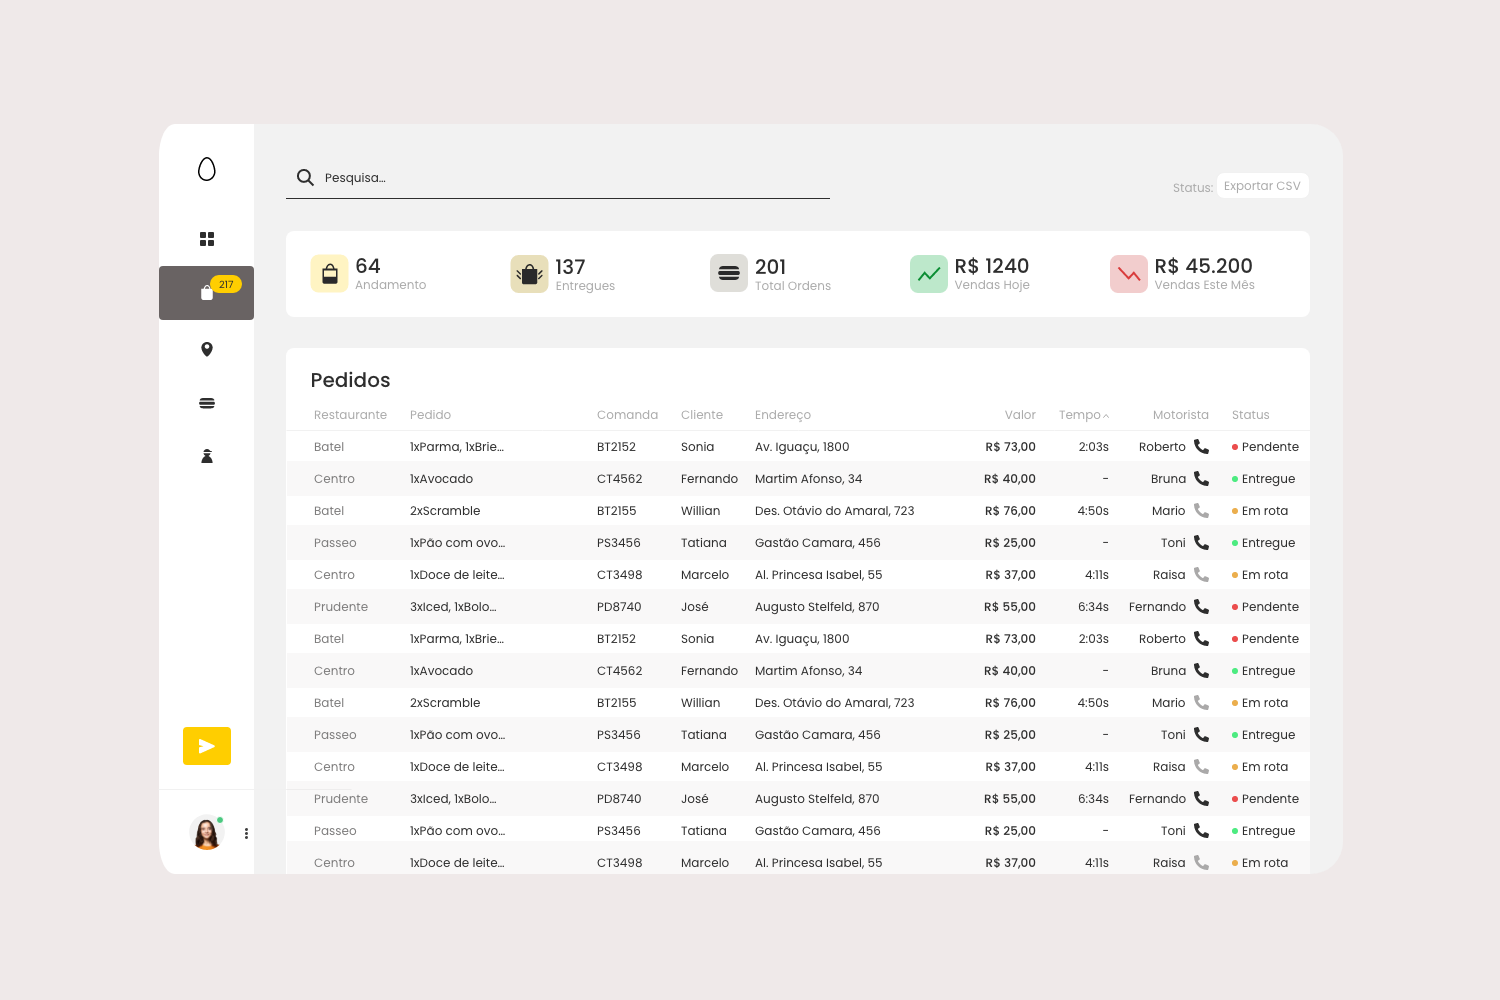 Pesquisa...
Status: Exportar CSV
217
64
Andamento
137
Entregues
201
Total Ordens
R$ 1240
Vendas Hoje
R$ 45.200
Vendas Este Mês
Pedidos
Restaurante Pedido Comanda Cliente Endereço Valor Tempo Motorista Status
Batel 1xParma, 1xBrie... BT2152 Sonia Av. Iguaçu, 1800 R$ 73,00 2:03s Roberto Pendente
Centro 1xAvocado CT4562 Fernando Martim Afonso, 34 R$ 40,00 - Bruna Entregue
Batel 2xScramble BT2155 Willian Des. Otávio do Amaral, 723 R$ 76,00 4:50s Mario Em rota
Passeo 1xPão com ovo... PS3456 Tatiana Gastão Camara, 456 R$ 25,00 - Toni Entregue
Centro 1xDoce de leite... CT3498 Marcelo Al. Princesa Isabel, 55 R$ 37,00 4:11s Raisa Em rota
Prudente 3xIced, 1xBolo... PD8740 José Augusto Stelfeld, 870 R$ 55,00 6:34s Fernando Pendente
Batel 1xParma, 1xBrie... BT2152 Sonia Av. Iguaçu, 1800 R$ 73,00 2:03s Roberto Pendente
Centro 1xAvocado CT4562 Fernando Martim Afonso, 34 R$ 40,00 - Bruna Entregue
Batel 2xScramble BT2155 Willian Des. Otávio do Amaral, 723 R$ 76,00 4:50s Mario Em rota
Passeo 1xPão com ovo... PS3456 Tatiana Gastão Camara, 456 R$ 25,00 - Toni Entregue
Centro 1xDoce de leite... CT3498 Marcelo Al. Princesa Isabel, 55 R$ 37,00 4:11s Raisa Em rota
Prudente 3xIced, 1xBolo... PD8740 José Augusto Stelfeld, 870 R$ 55,00 6:34s Fernando Pendente
Passeo 1xPão com ovo... PS3456 Tatiana Gastão Camara, 456 R$ 25,00 - Toni Entregue
Centro 1xDoce de leite... CT3498 Marcelo Al. Princesa Isabel, 55 R$ 37,00 4:11s Raisa Em rota